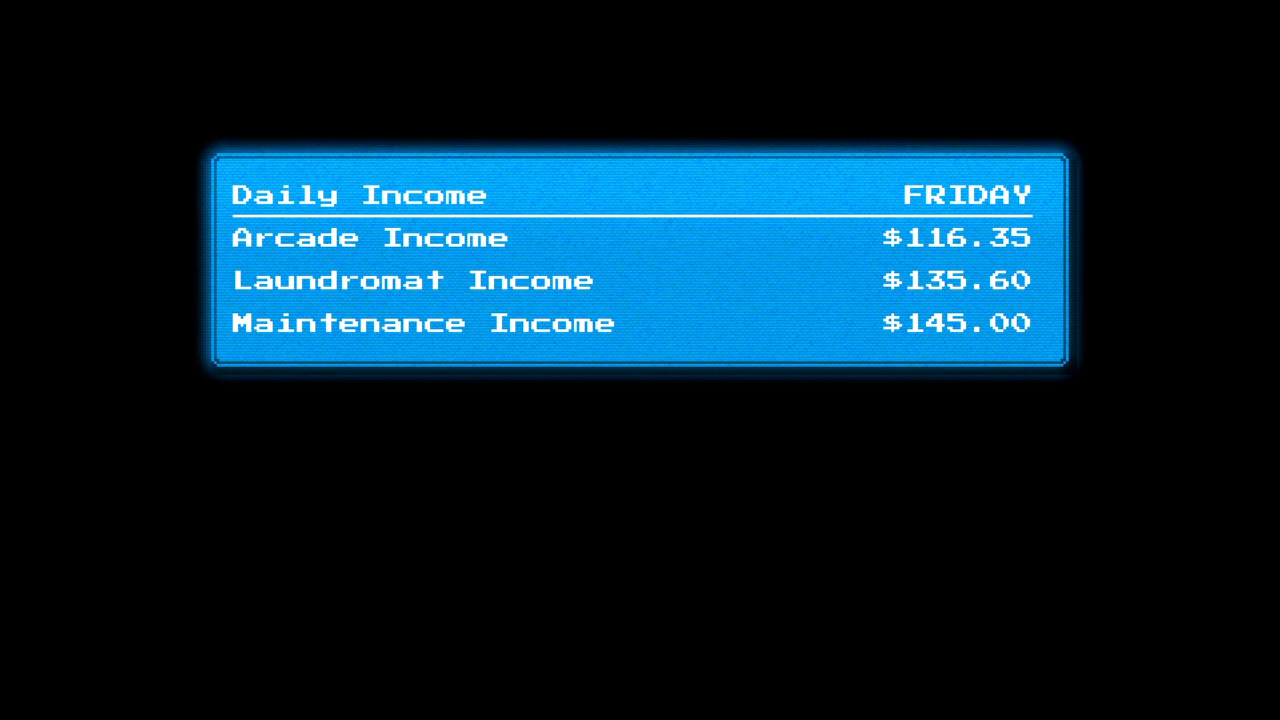 Daily Income FRIDAY
Arcade Income $116.35
Laundromat Income $135.60
Maintenance Income $145.00